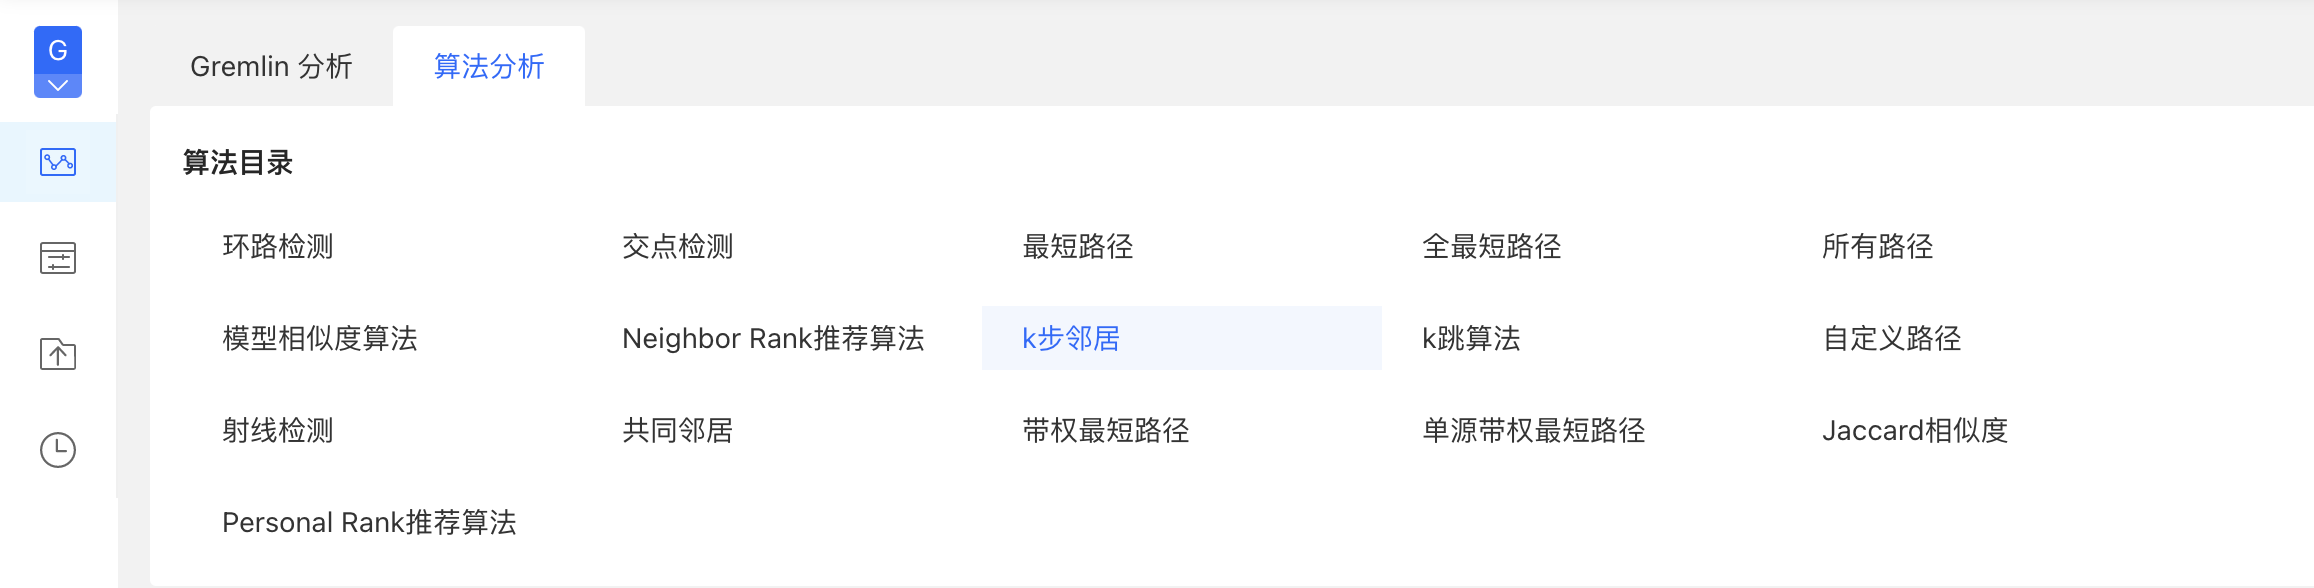 G
Gremlin 分析 算法分析
算法目录
环路检测 交点检测 最短路径 全最短路径 所有路径
模型相似度算法 Neighbor Rank推荐算法 k步邻居 k跳算法 自定义路径
射线检测 共同邻居 带权最短路径 单源带权最短路径 Jaccard相似度
Personal Rank推荐算法